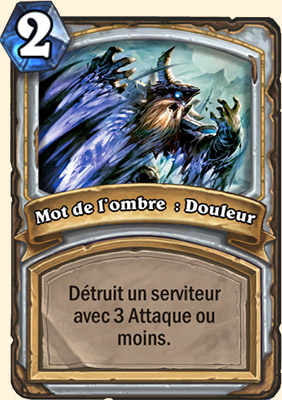 2
Mot de l'ombre : Douleur
Détruit un serviteur
avec 3 Attaque ou
moins.